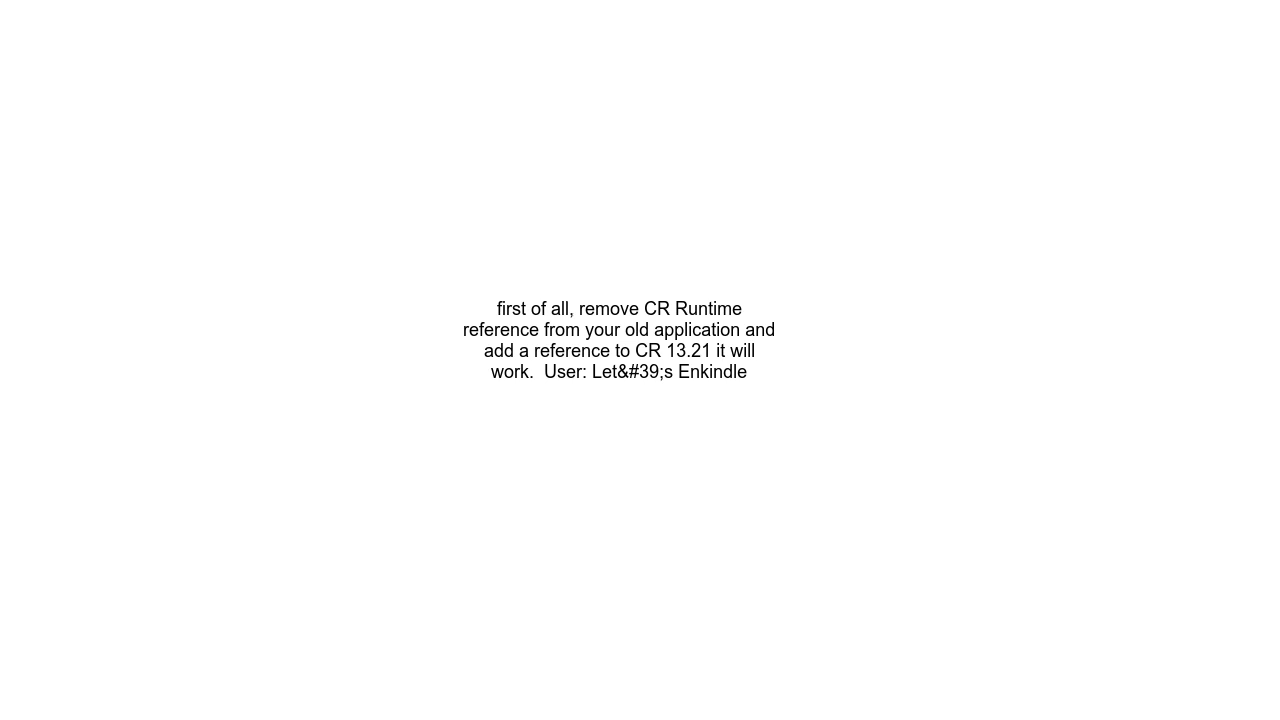 first of all, remove CR Runtime
reference from your old application and
add a reference to CR 13.21 it will
work.  User: Let&#39;s Enkindle